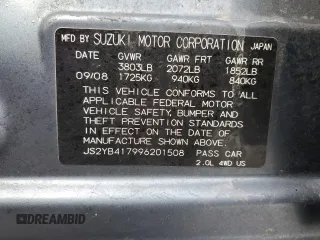 MFD BY SUZUKI MOTOR CORPORATION JAPAN
DATE GVWR GAWR FRT GAWR RR
3803LB 2072LB 1852LB
09/08 1725KG 940KG 840KG
THIS VEHICLE CONFORMS TO ALL
APPLICABLE FEDERAL MOTOR
VEHICLE SAFETY, BUMPER AND
THEFT PREVENTION STANDARDS
IN EFFECT ON THE DATE OF
MANUFACTURE SHOWN ABOVE.
JS2YB417996201508 PASS CAR
2.0L 4WD US
DREAMBID